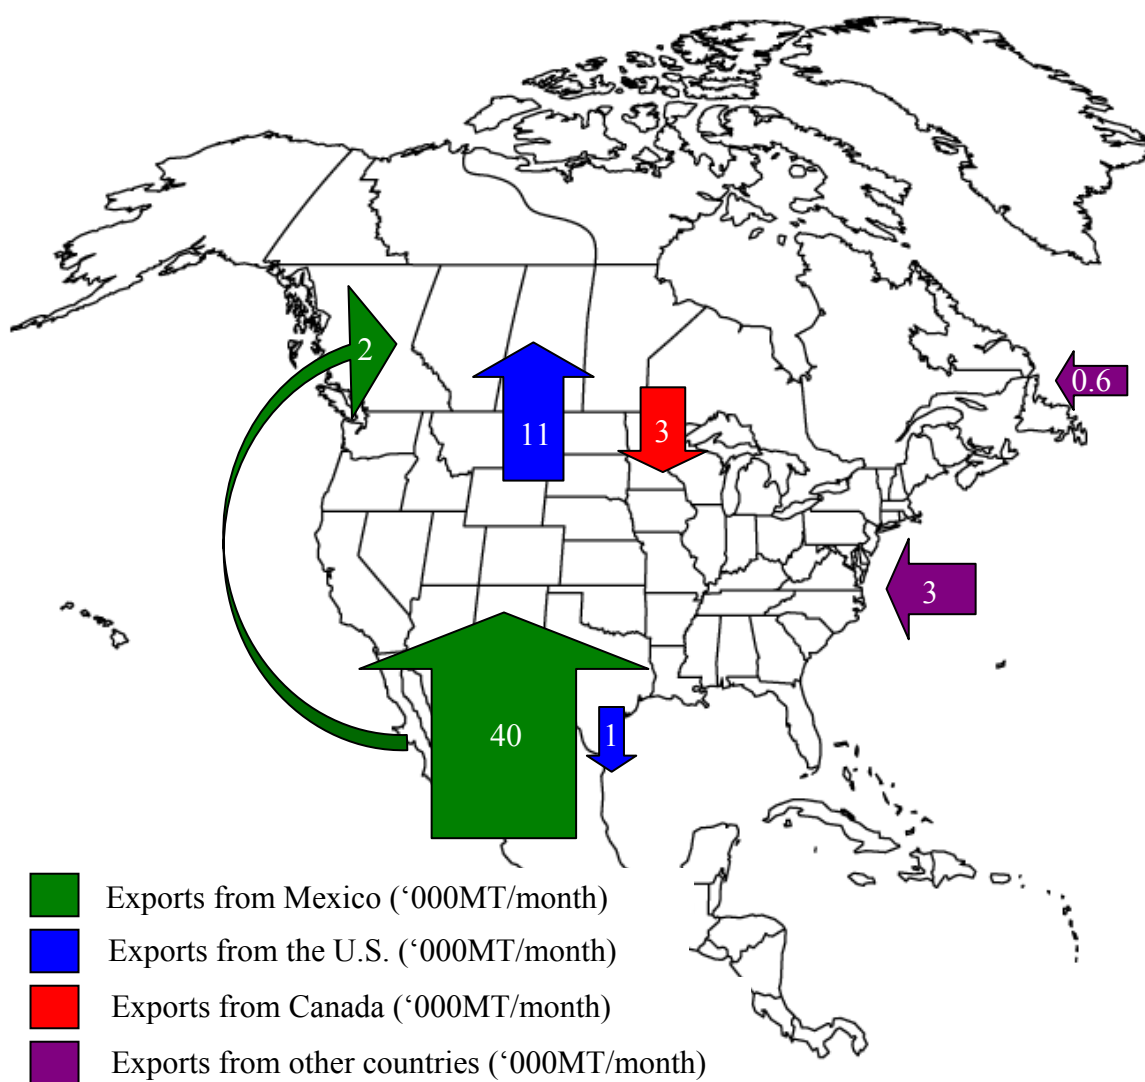 2
0.6
11
3
3
40
1
Exports from Mexico (‘000MT/month)
Exports from the U.S. (‘000MT/month)
Exports from Canada (‘000MT/month)
Exports from other countries (‘000MT/month)